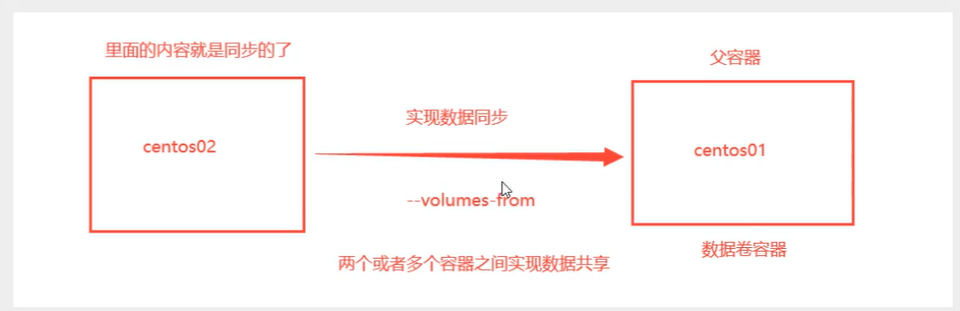 里面的内容就是同步的了
父容器
实现数据同步
centos02
centos01
--volumes-from
数据卷容器
两个或者多个容器之间实现数据共享